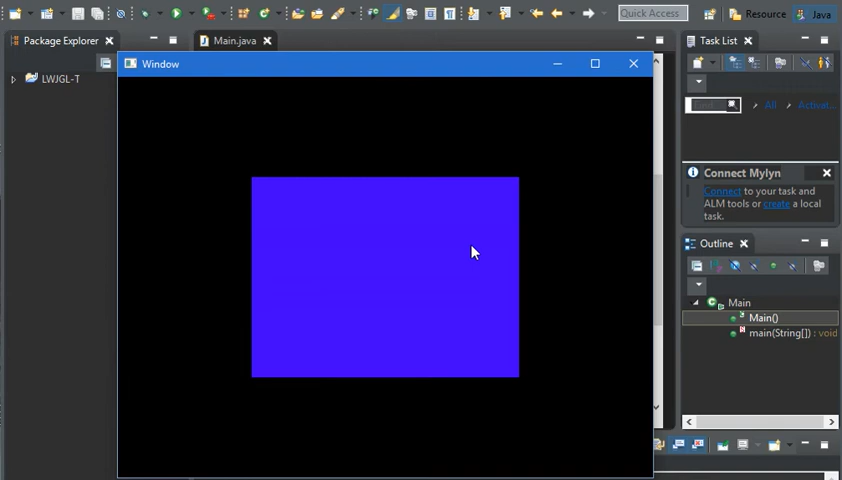 Quick Access
Resource
Java
Package Explorer
Main.java
Task List
Window
LWJGL-T
Find
All
Activat...
Connect Mylyn
Connect to your task and
ALM tools or create a local
task.
Outline
Main
Main()
main(String[]) : void